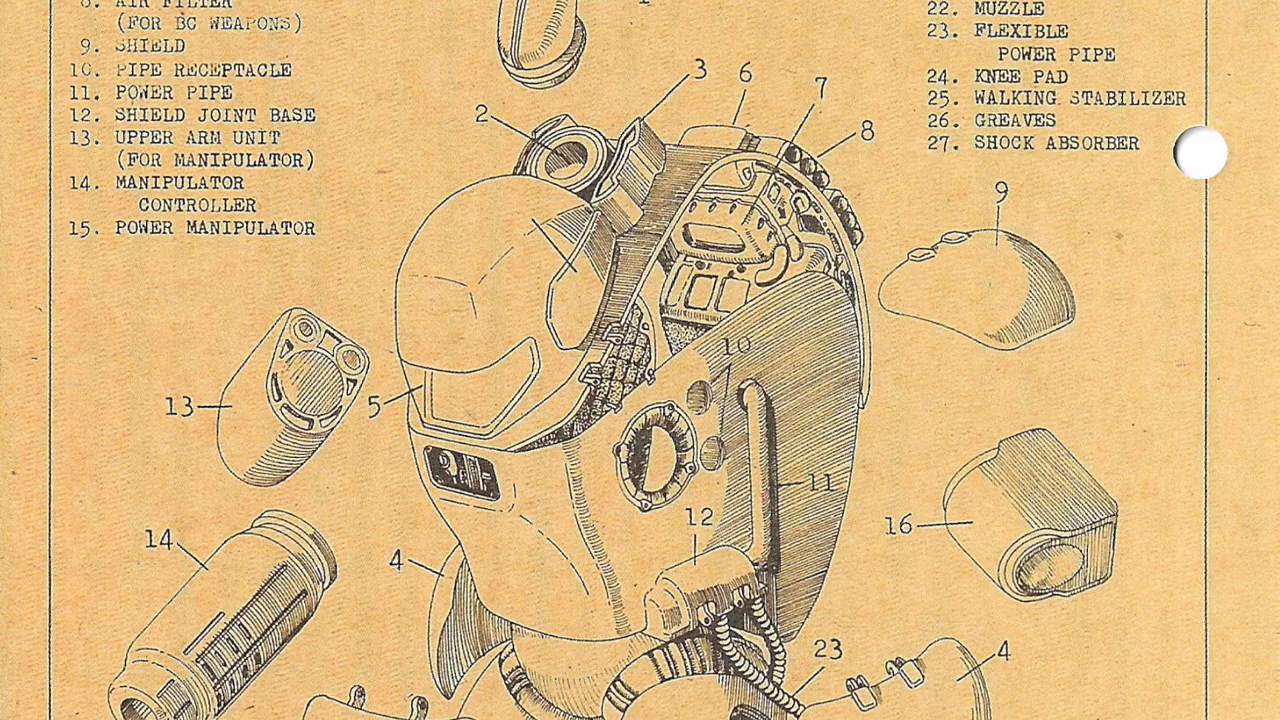 8. AIR FILTER
(FOR BC WEAPONS)
9. SHIELD
10. PIPE RECEPTACLE
11. POWER PIPE
12. SHIELD JOINT BASE
13. UPPER ARM UNIT
(FOR MANIPULATOR)
14. MANIPULATOR
CONTROLLER
15. POWER MANIPULATOR
22. MUZZLE
23. FLEXIBLE
POWER PIPE
24. KNEE PAD
25. WALKING STABILIZER
26. GREAVES
27. SHOCK ABSORBER
1
2
3
6
7
8
9
10
13
5
11
16
12
14
4
23
4